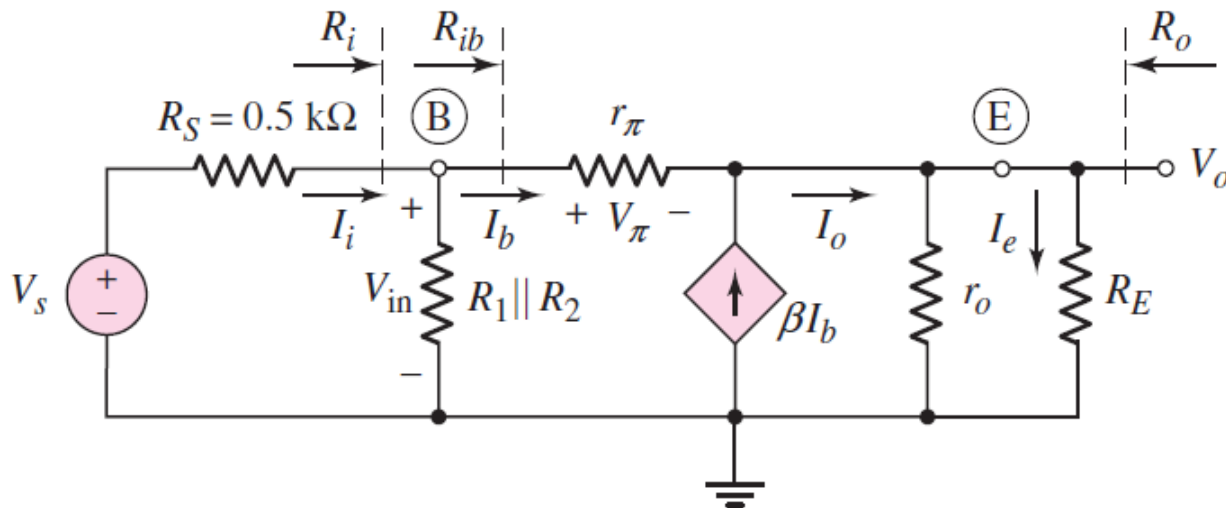 R_i
R_ib
R_o
R_S = 0.5 kΩ
B
r_π
E
V_o
I_i
+
I_b
+ V_π −
I_o
I_e
V_s
+
−
V_in
R_1 || R_2
βI_b
r_o
R_E
−